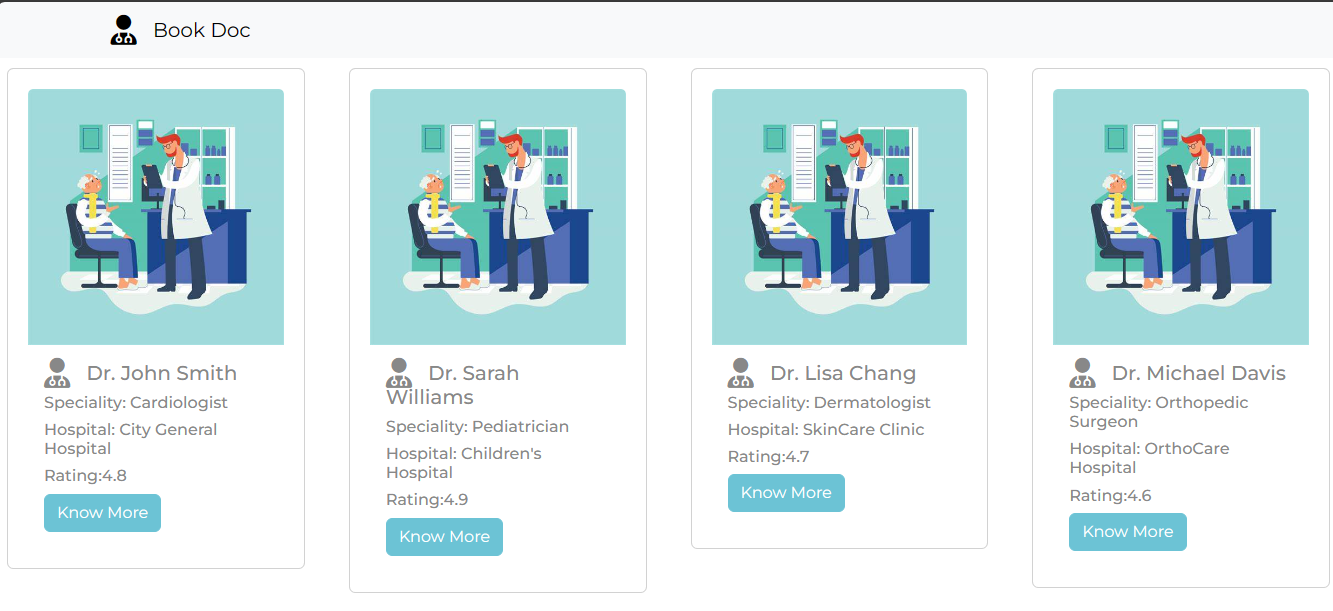 Book Doc
Dr. John Smith
Speciality: Cardiologist
Hospital: City General
Hospital
Rating:4.8
Know More
Dr. Sarah
Williams
Speciality: Pediatrician
Hospital: Children's
Hospital
Rating:4.9
Know More
Dr. Lisa Chang
Speciality: Dermatologist
Hospital: SkinCare Clinic
Rating:4.7
Know More
Dr. Michael Davis
Speciality: Orthopedic
Surgeon
Hospital: OrthoCare
Hospital
Rating:4.6
Know More